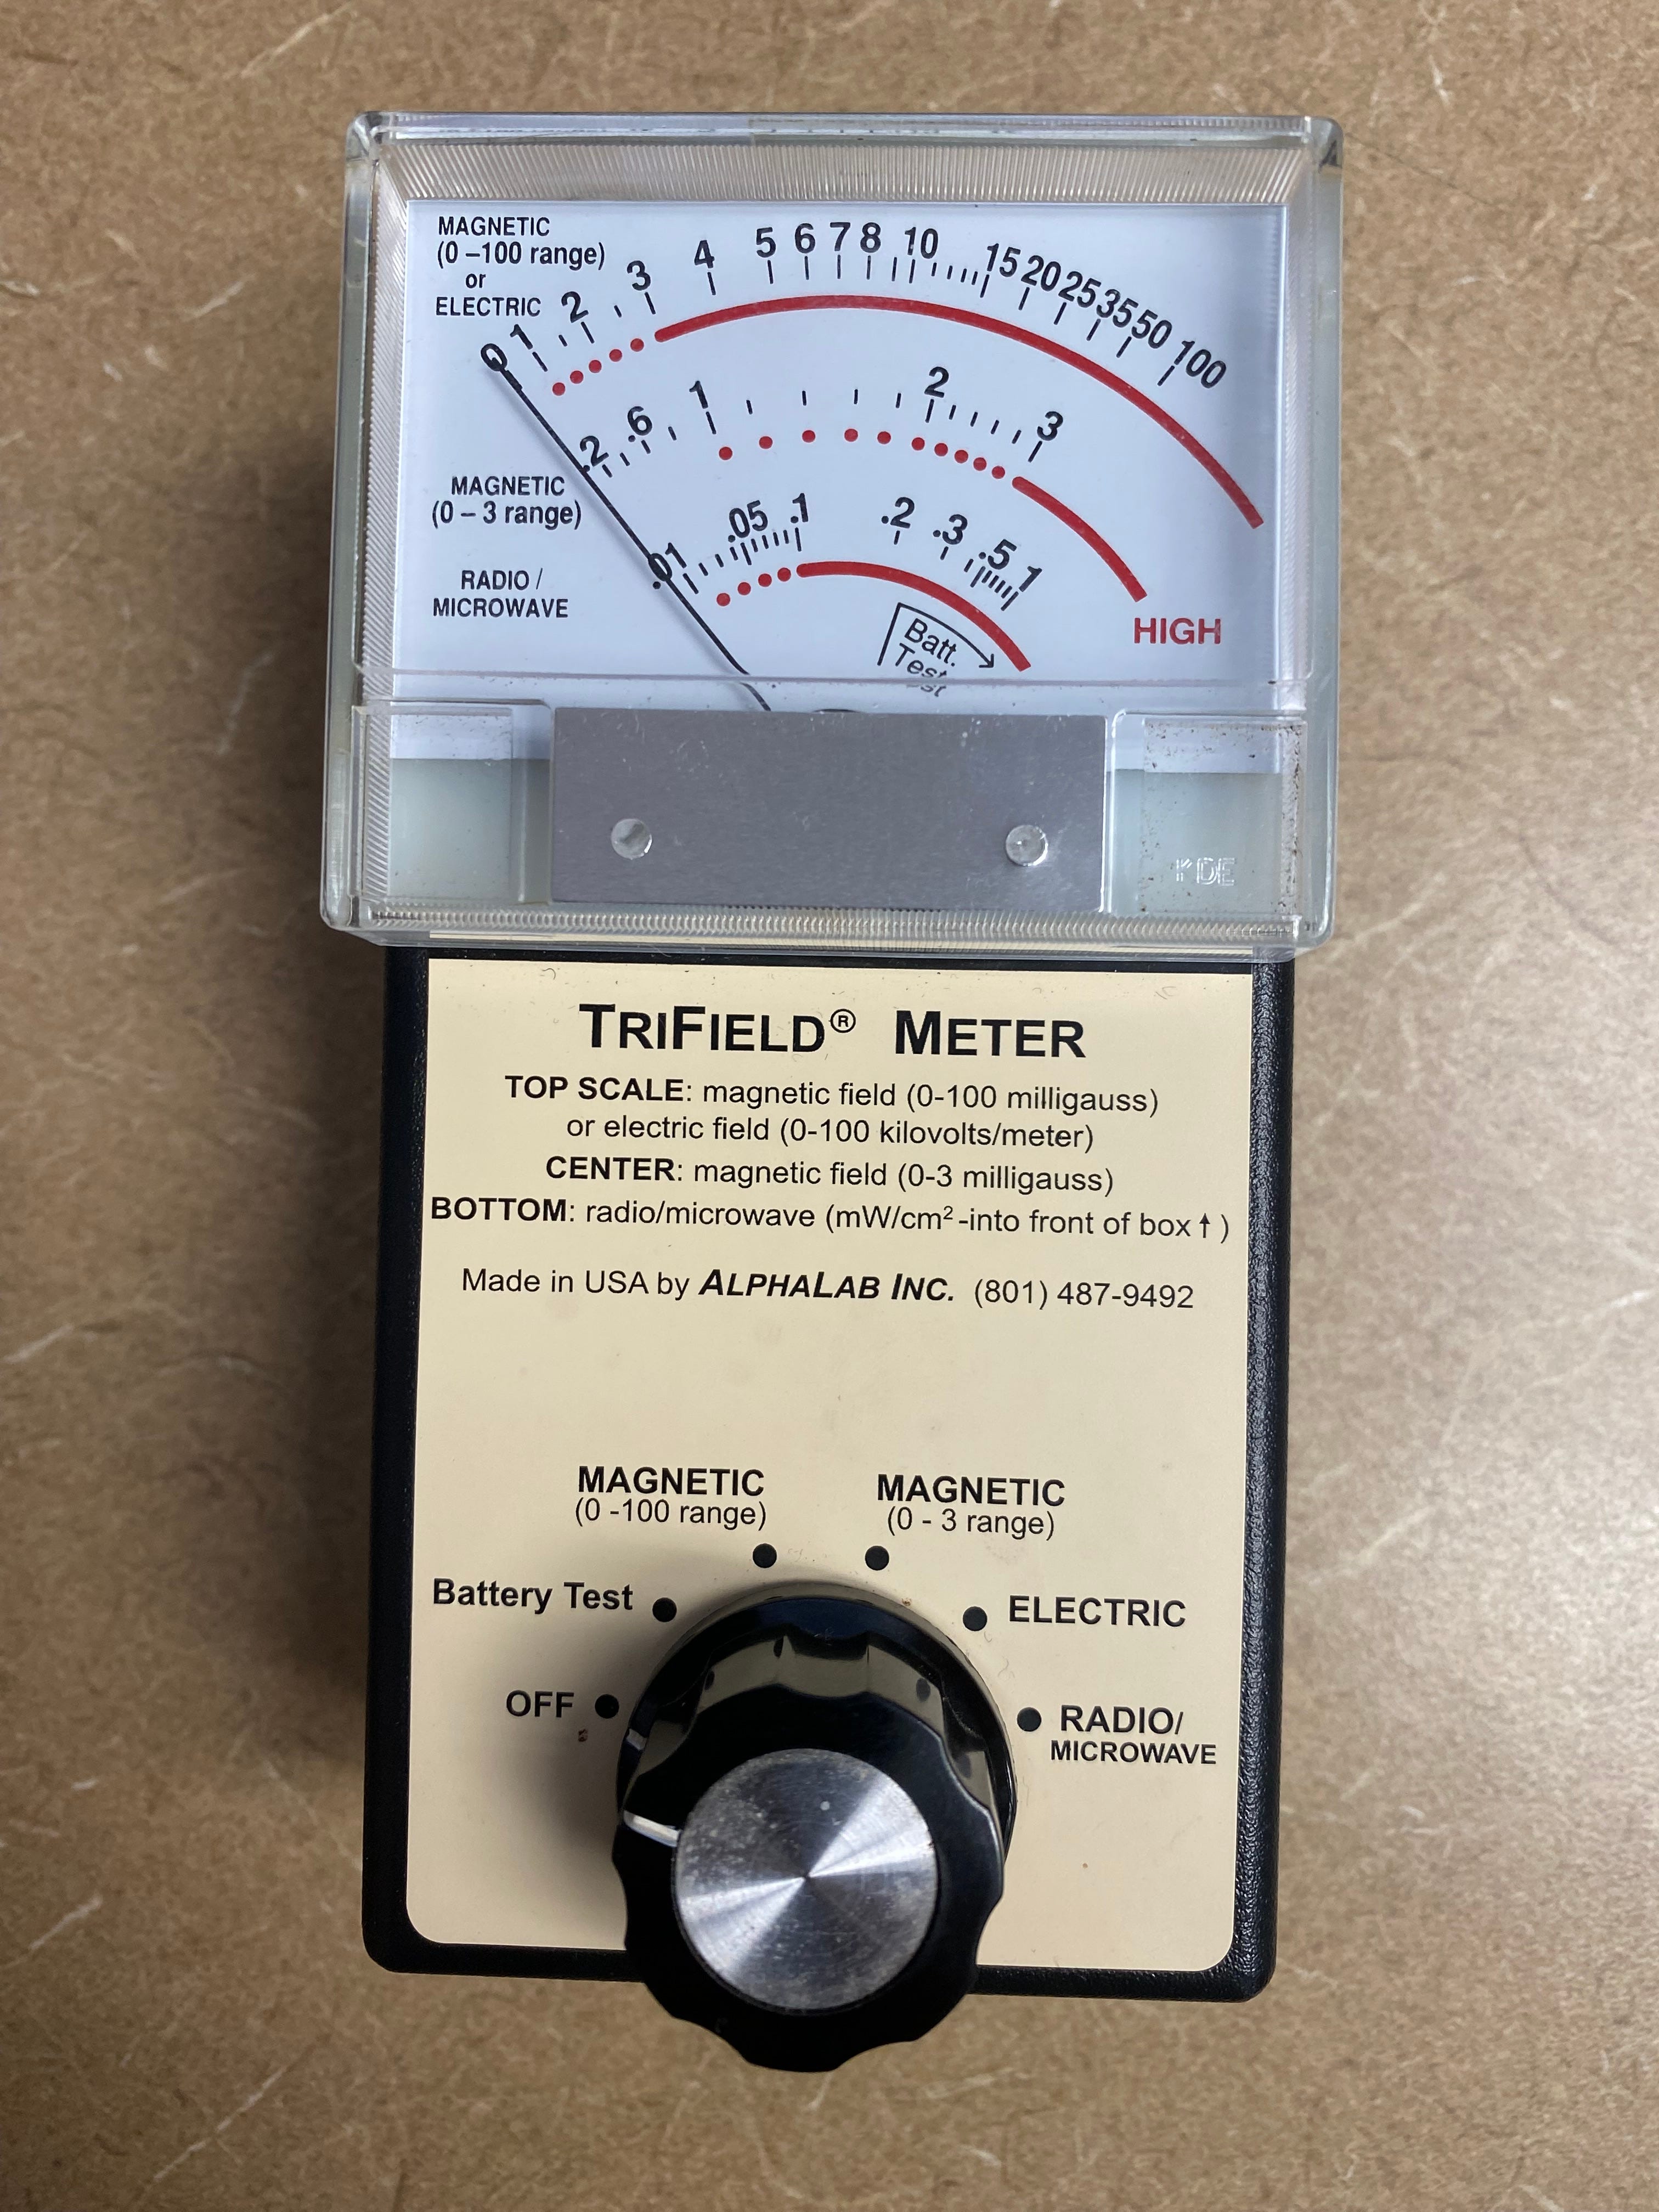 MAGNETIC
(0 –100 range)
or
ELECTRIC
0 1 2 3 4 5 6 7 8 10 15 20 25 35 50 100
.2 .6 1 2 3
MAGNETIC
(0 – 3 range)
.01 .05 .1 .2 .3 .5 1
RADIO /
MICROWAVE
HIGH
Batt.
Test
TRIFIELD® METER
TOP SCALE: magnetic field (0-100 milligauss)
or electric field (0-100 kilovolts/meter)
CENTER: magnetic field (0-3 milligauss)
BOTTOM: radio/microwave (mW/cm²-into front of box↑)
Made in USA by ALPHALAB INC. (801) 487-9492
MAGNETIC
(0 -100 range)
MAGNETIC
(0 - 3 range)
Battery Test
ELECTRIC
OFF
RADIO/
MICROWAVE